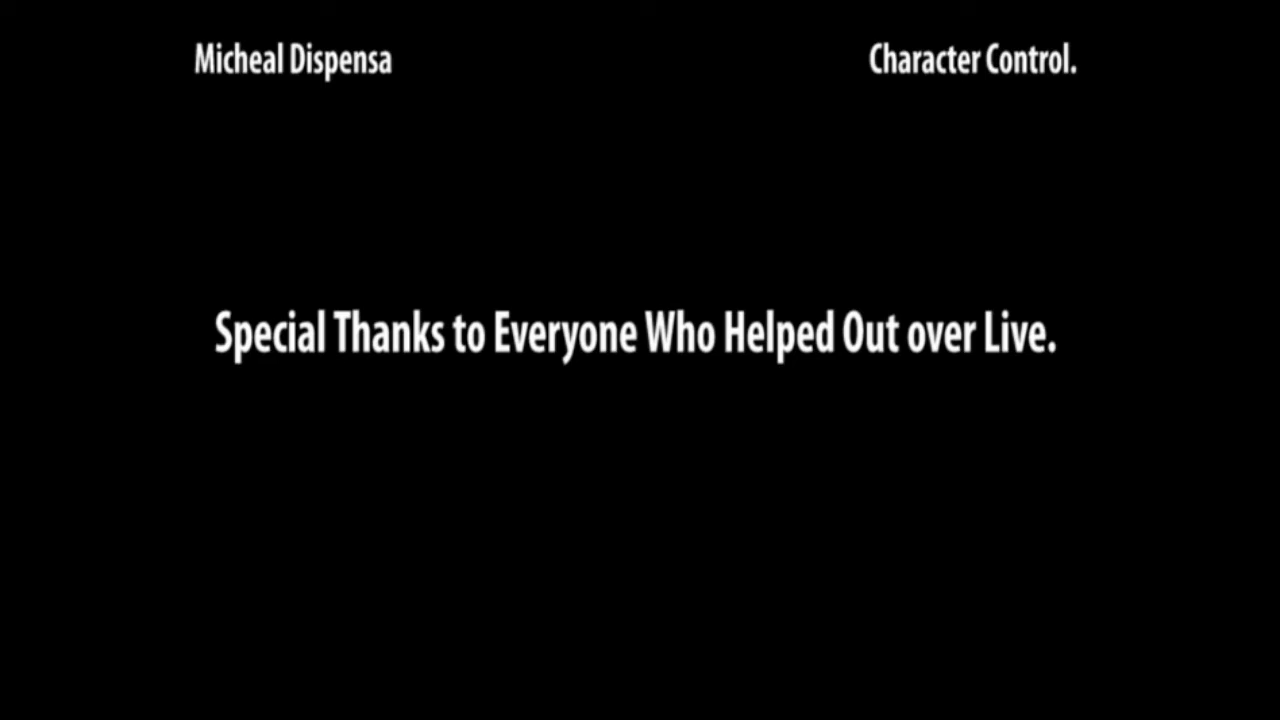 Micheal Dispensa Character Control.
Special Thanks to Everyone Who Helped Out over Live.